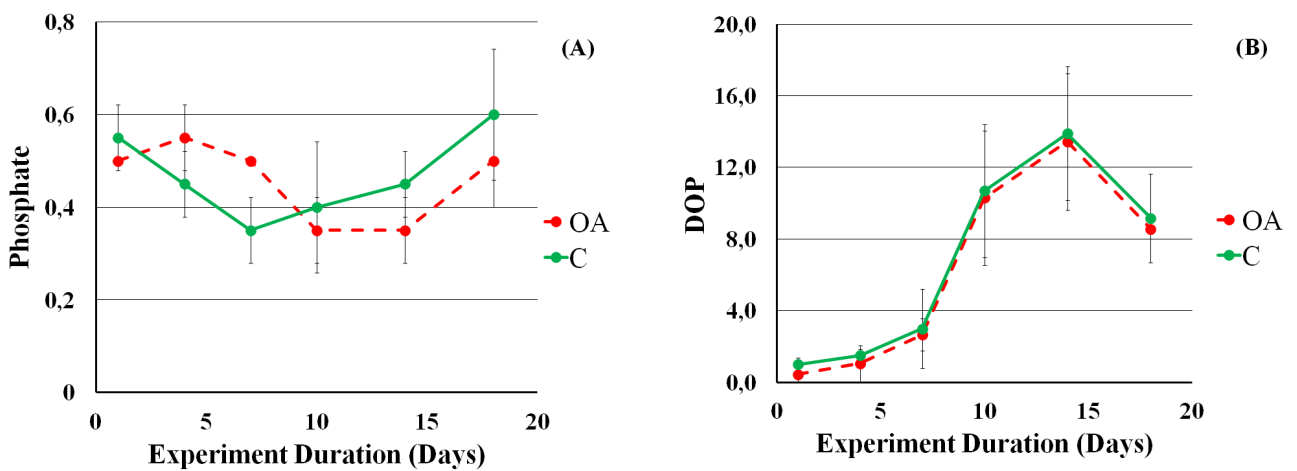 0,8
(A)
0,6
0,4
0,2
0
Phosphate
0
5
10
15
20
Experiment Duration (Days)
OA
C
20,0
(B)
16,0
12,0
8,0
4,0
0,0
DOP
0
5
10
15
20
Experiment Duration (Days)
OA
C